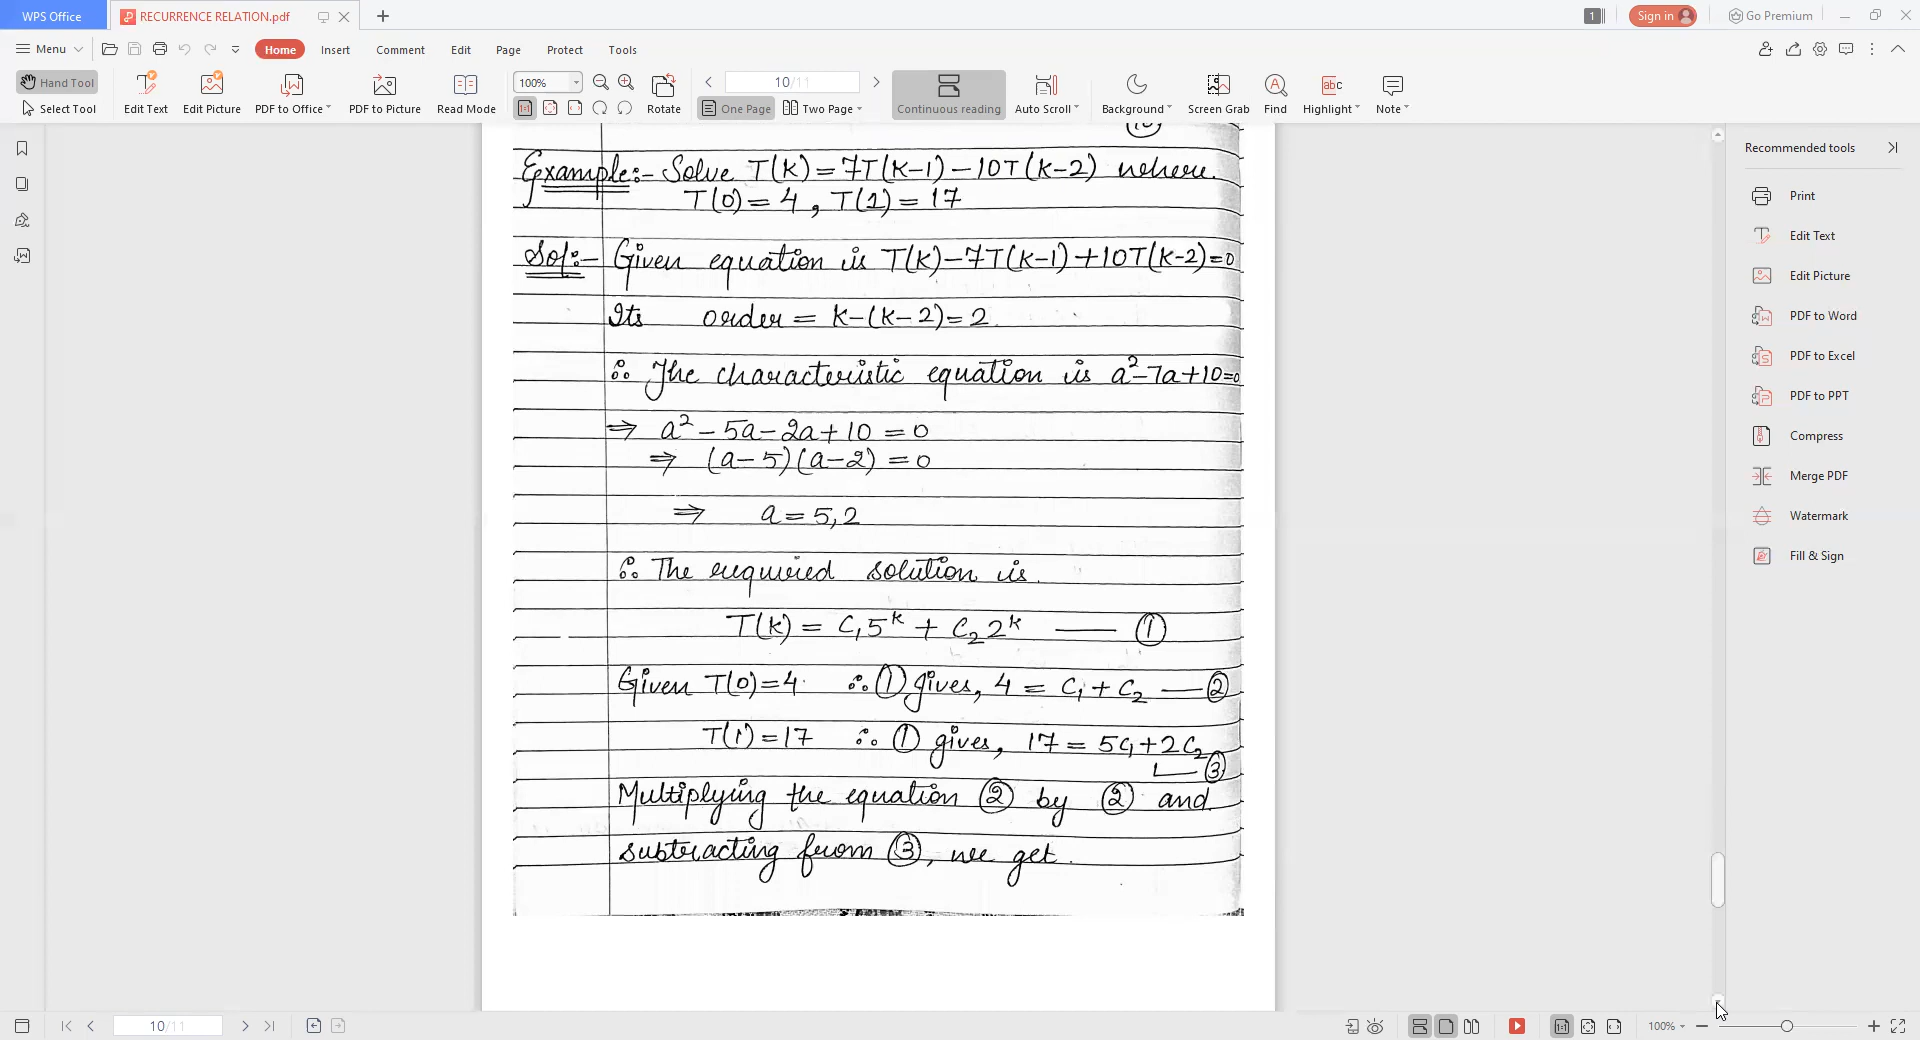 WPS Office RECURRENCE RELATION.pdf 1 Sign in Go Premium
Menu Home Insert Comment Edit Page Protect Tools
Hand Tool 100% 10/11
Select Tool Edit Text Edit Picture PDF to Office PDF to Picture Read Mode 1:1 Rotate One Page Two Page Continuous reading Auto Scroll Background Screen Grab Find abc Highlight Note
Example:- Solve T(k) = 7T(k-1) - 10T(k-2) where
T(0) = 4, T(1) = 17
Sol:- Given equation is T(k) - 7T(k-1) + 10T(k-2) = 0
Its order = k-(k-2) = 2
∴ The characteristic equation is a² - 7a + 10 = 0
⇒ a² - 5a - 2a + 10 = 0
⇒ (a-5)(a-2) = 0
⇒ a = 5, 2
∴ The required solution is
T(k) = C₁5ᵏ + C₂2ᵏ — ①
Given T(0) = 4 ∴ ① gives, 4 = C₁ + C₂ — ②
T(1) = 17 ∴ ① gives, 17 = 5C₁ + 2C₂
— ③
Multiplying the equation ② by ② and
subtracting from ③, we get.
Recommended tools
Print
Edit Text
Edit Picture
PDF to Word
PDF to Excel
PDF to PPT
Compress
Merge PDF
Watermark
Fill & Sign
10/11 1:1 100%